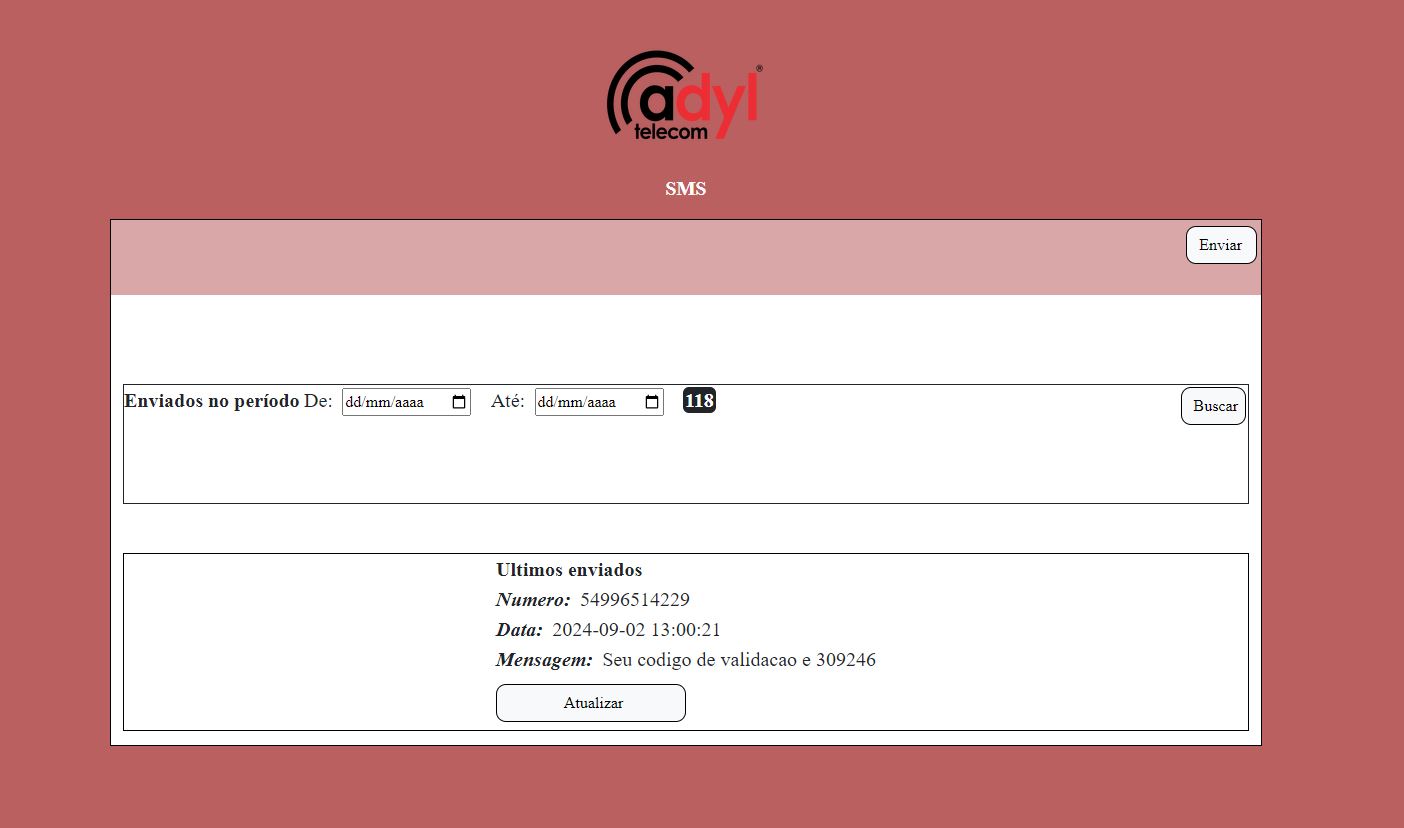 adyl®
telecom
SMS
Enviar
Enviados no período De: dd/mm/aaaa Até: dd/mm/aaaa 118 Buscar
Ultimos enviados
Numero: 54996514229
Data: 2024-09-02 13:00:21
Mensagem: Seu codigo de validacao e 309246
Atualizar